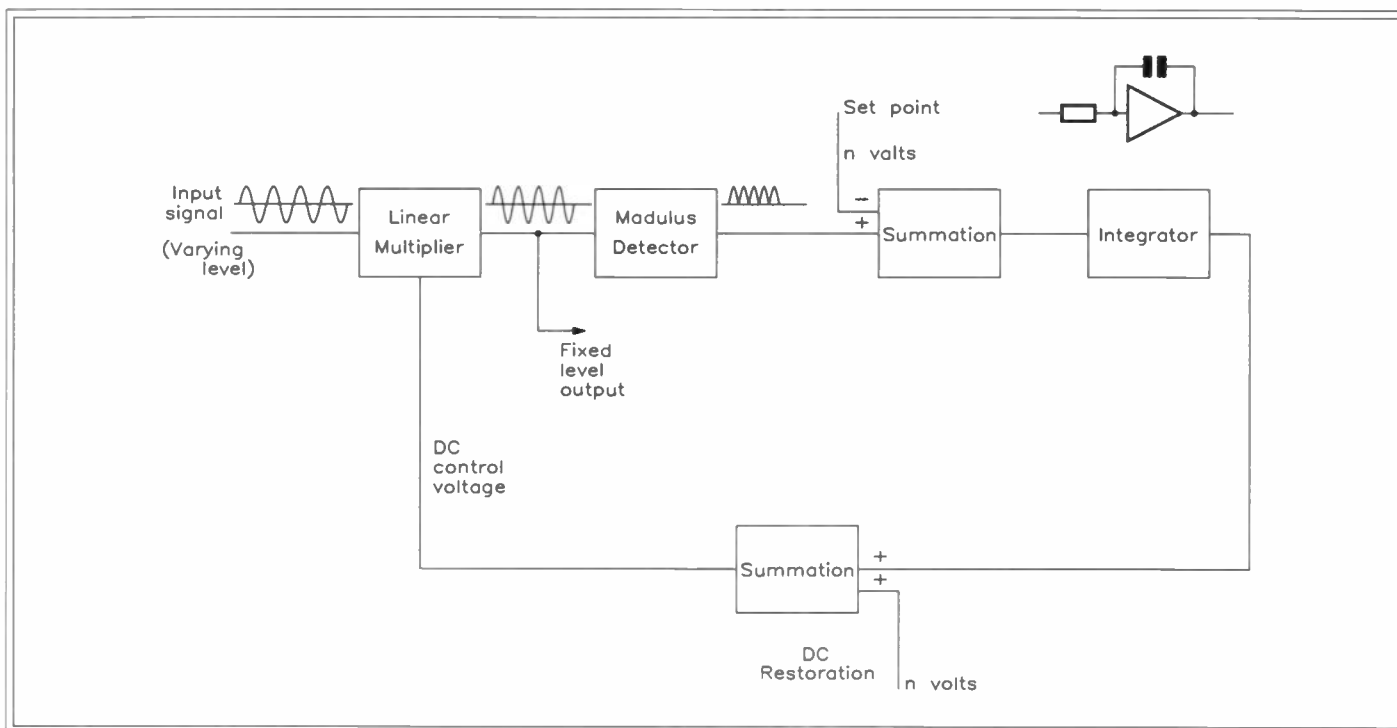 Set point
n valts
Input
signal
(Varying
level)
Linear
Multiplier
Madulus
Detector
−
+
Summation
Integrator
Fixed
level
output
DC
control
voltage
Summation
+
+
DC
Restoration
n volts